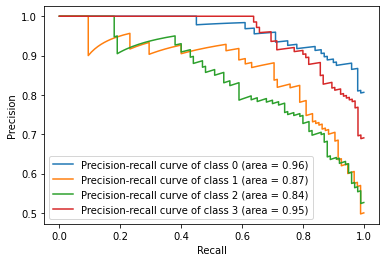 1.0
0.9
0.8
0.7
0.6
0.5
Precision
Precision-recall curve of class 0 (area = 0.96)
Precision-recall curve of class 1 (area = 0.87)
Precision-recall curve of class 2 (area = 0.84)
Precision-recall curve of class 3 (area = 0.95)
0.0 0.2 0.4 0.6 0.8 1.0
Recall